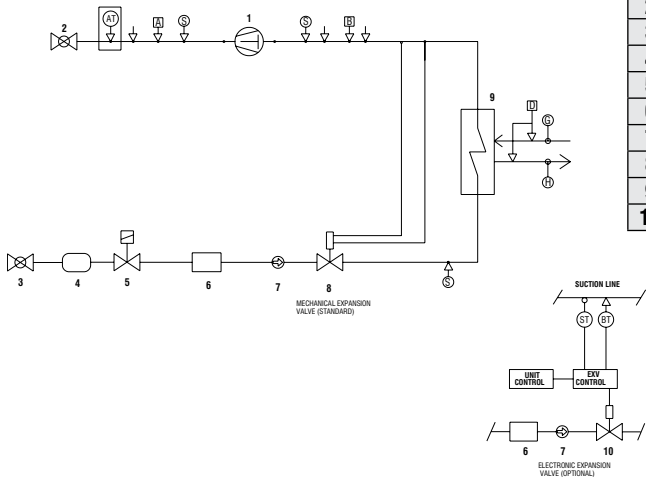 AT
A
S
1
S
B
2
9
D
G
H
3
4
5
6
7
8
S
MECHANICAL EXPANSION
VALVE (STANDARD)
SUCTION LINE
ST
BT
UNIT
CONTROL
EXV
CONTROL
6
7
10
ELECTRONIC EXPANSION
VALVE (OPTIONAL)
1